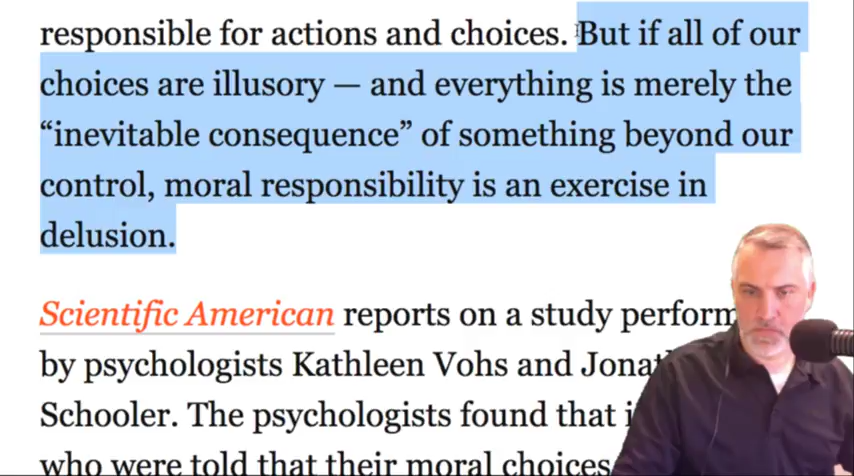 responsible for actions and choices. But if all of our
choices are illusory — and everything is merely the
“inevitable consequence” of something beyond our
control, moral responsibility is an exercise in
delusion.
Scientific American reports on a study
by psychologists Kathleen Vohs and
Schooler. The psychologists found that
who were told that their moral choices